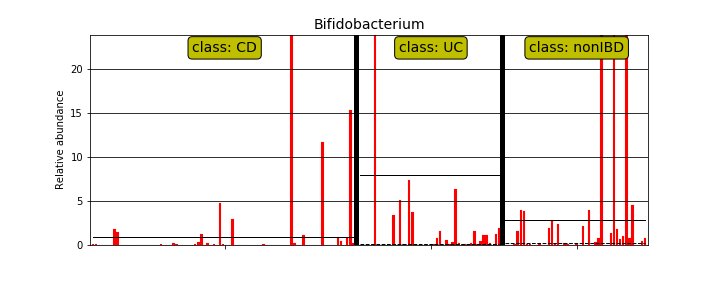 Bifidobacterium
class: CD
class: UC
class: nonIBD
Relative abundance
20
15
10
5
0